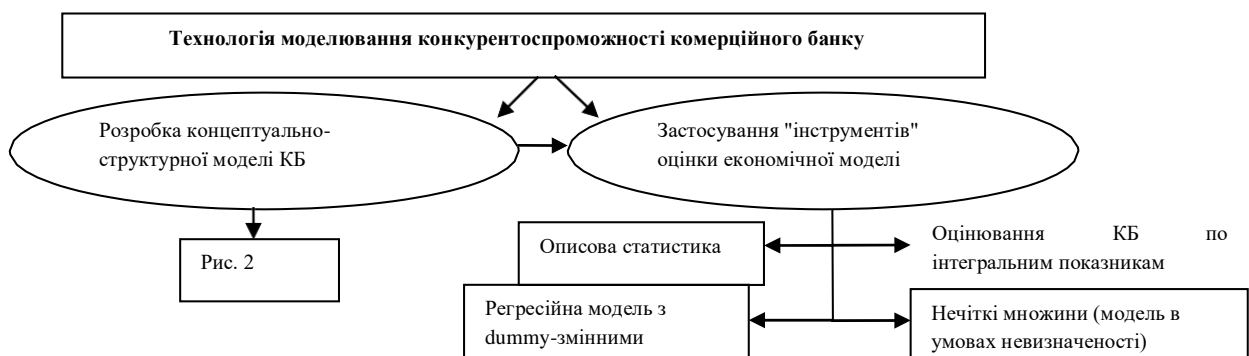 Технологія моделювання конкурентоспроможності комерційного банку
Розробка концептуально-
структурної моделі КБ
Застосування "інструментів"
оцінки економічної моделі
Рис. 2
Описова статистика
Оцінювання КБ по
інтегральним показникам
Регресійна модель з
dummy-змінними
Нечіткі множини (модель в
умовах невизначеності)